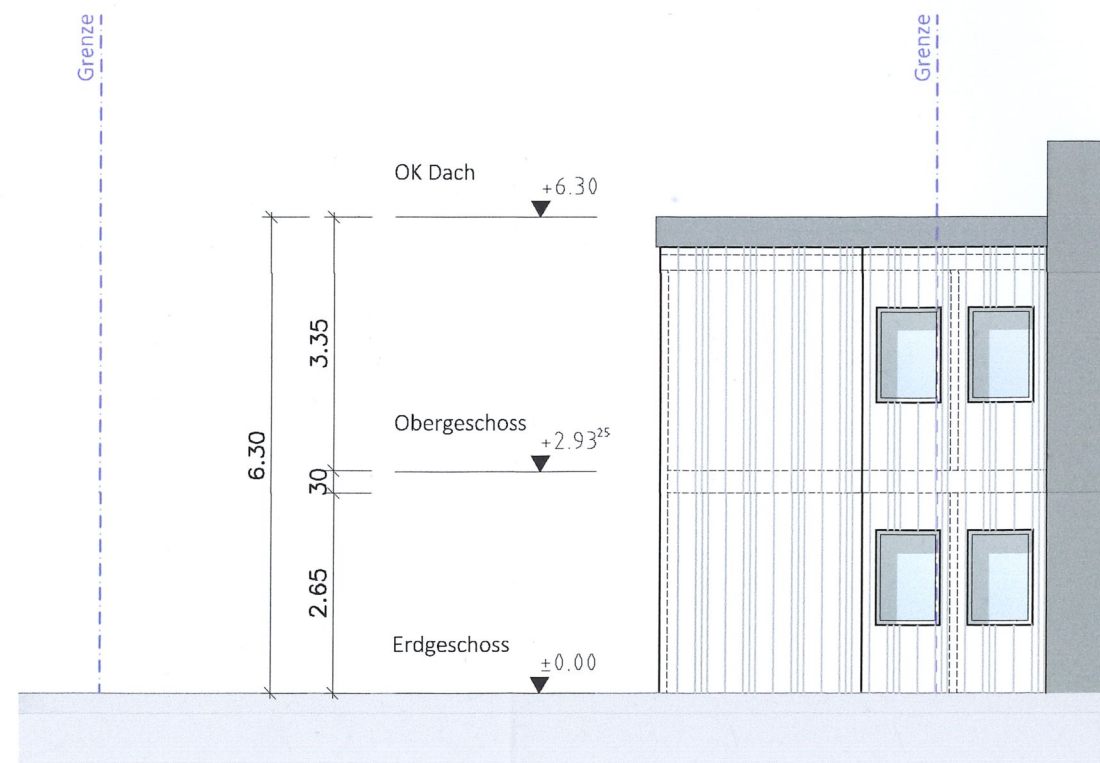 Grenze
Grenze
OK Dach
+6.30
3.35
Obergeschoss
+2.93²⁵
6.30
30
2.65
Erdgeschoss
±0.00